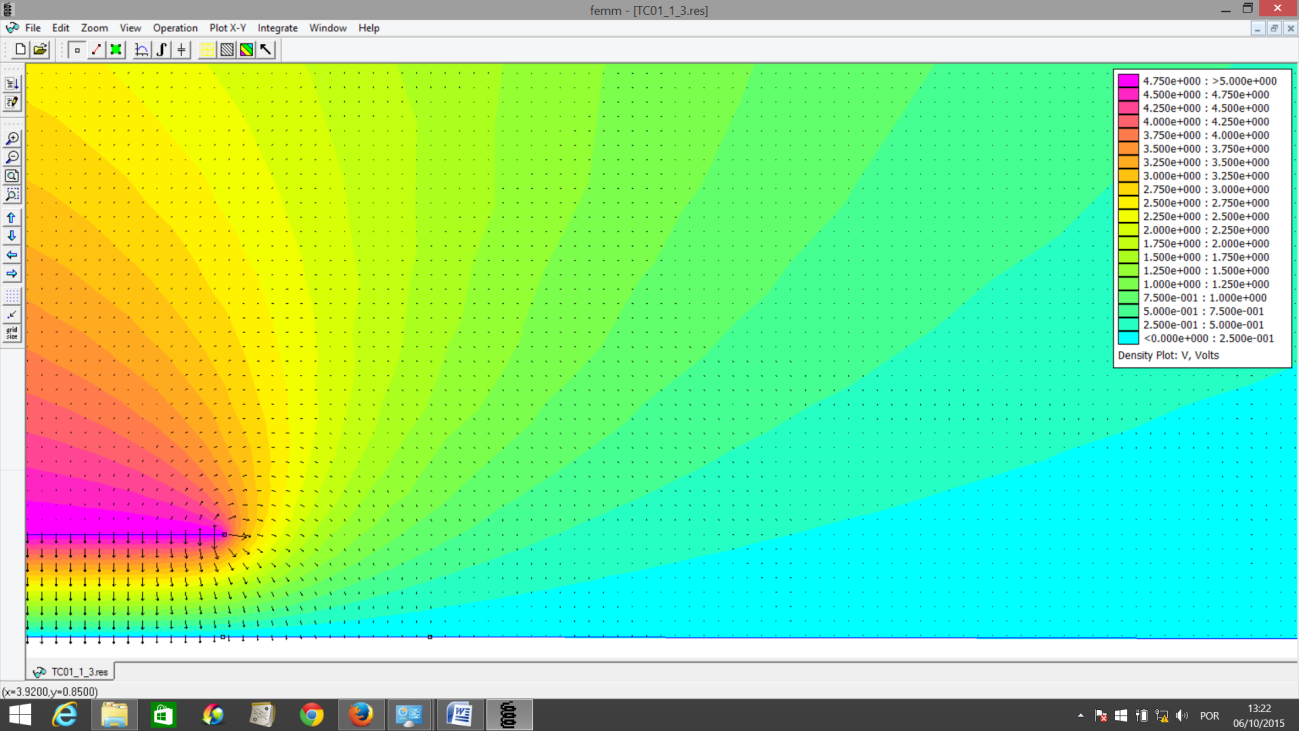 femm - [TC01_1_3.res]
File Edit Zoom View Operation Plot X-Y Integrate Window Help
grid
size
4.750e+000 : >5.000e+000
4.500e+000 : 4.750e+000
4.250e+000 : 4.500e+000
4.000e+000 : 4.250e+000
3.750e+000 : 4.000e+000
3.500e+000 : 3.750e+000
3.250e+000 : 3.500e+000
3.000e+000 : 3.250e+000
2.750e+000 : 3.000e+000
2.500e+000 : 2.750e+000
2.250e+000 : 2.500e+000
2.000e+000 : 2.250e+000
1.750e+000 : 2.000e+000
1.500e+000 : 1.750e+000
1.250e+000 : 1.500e+000
1.000e+000 : 1.250e+000
7.500e-001 : 1.000e+000
5.000e-001 : 7.500e-001
2.500e-001 : 5.000e-001
<0.000e+000 : 2.500e-001
Density Plot: V, Volts
TC01_1_3.res
(x=3.9200,y=0.8500)
POR
13:22
06/10/2015